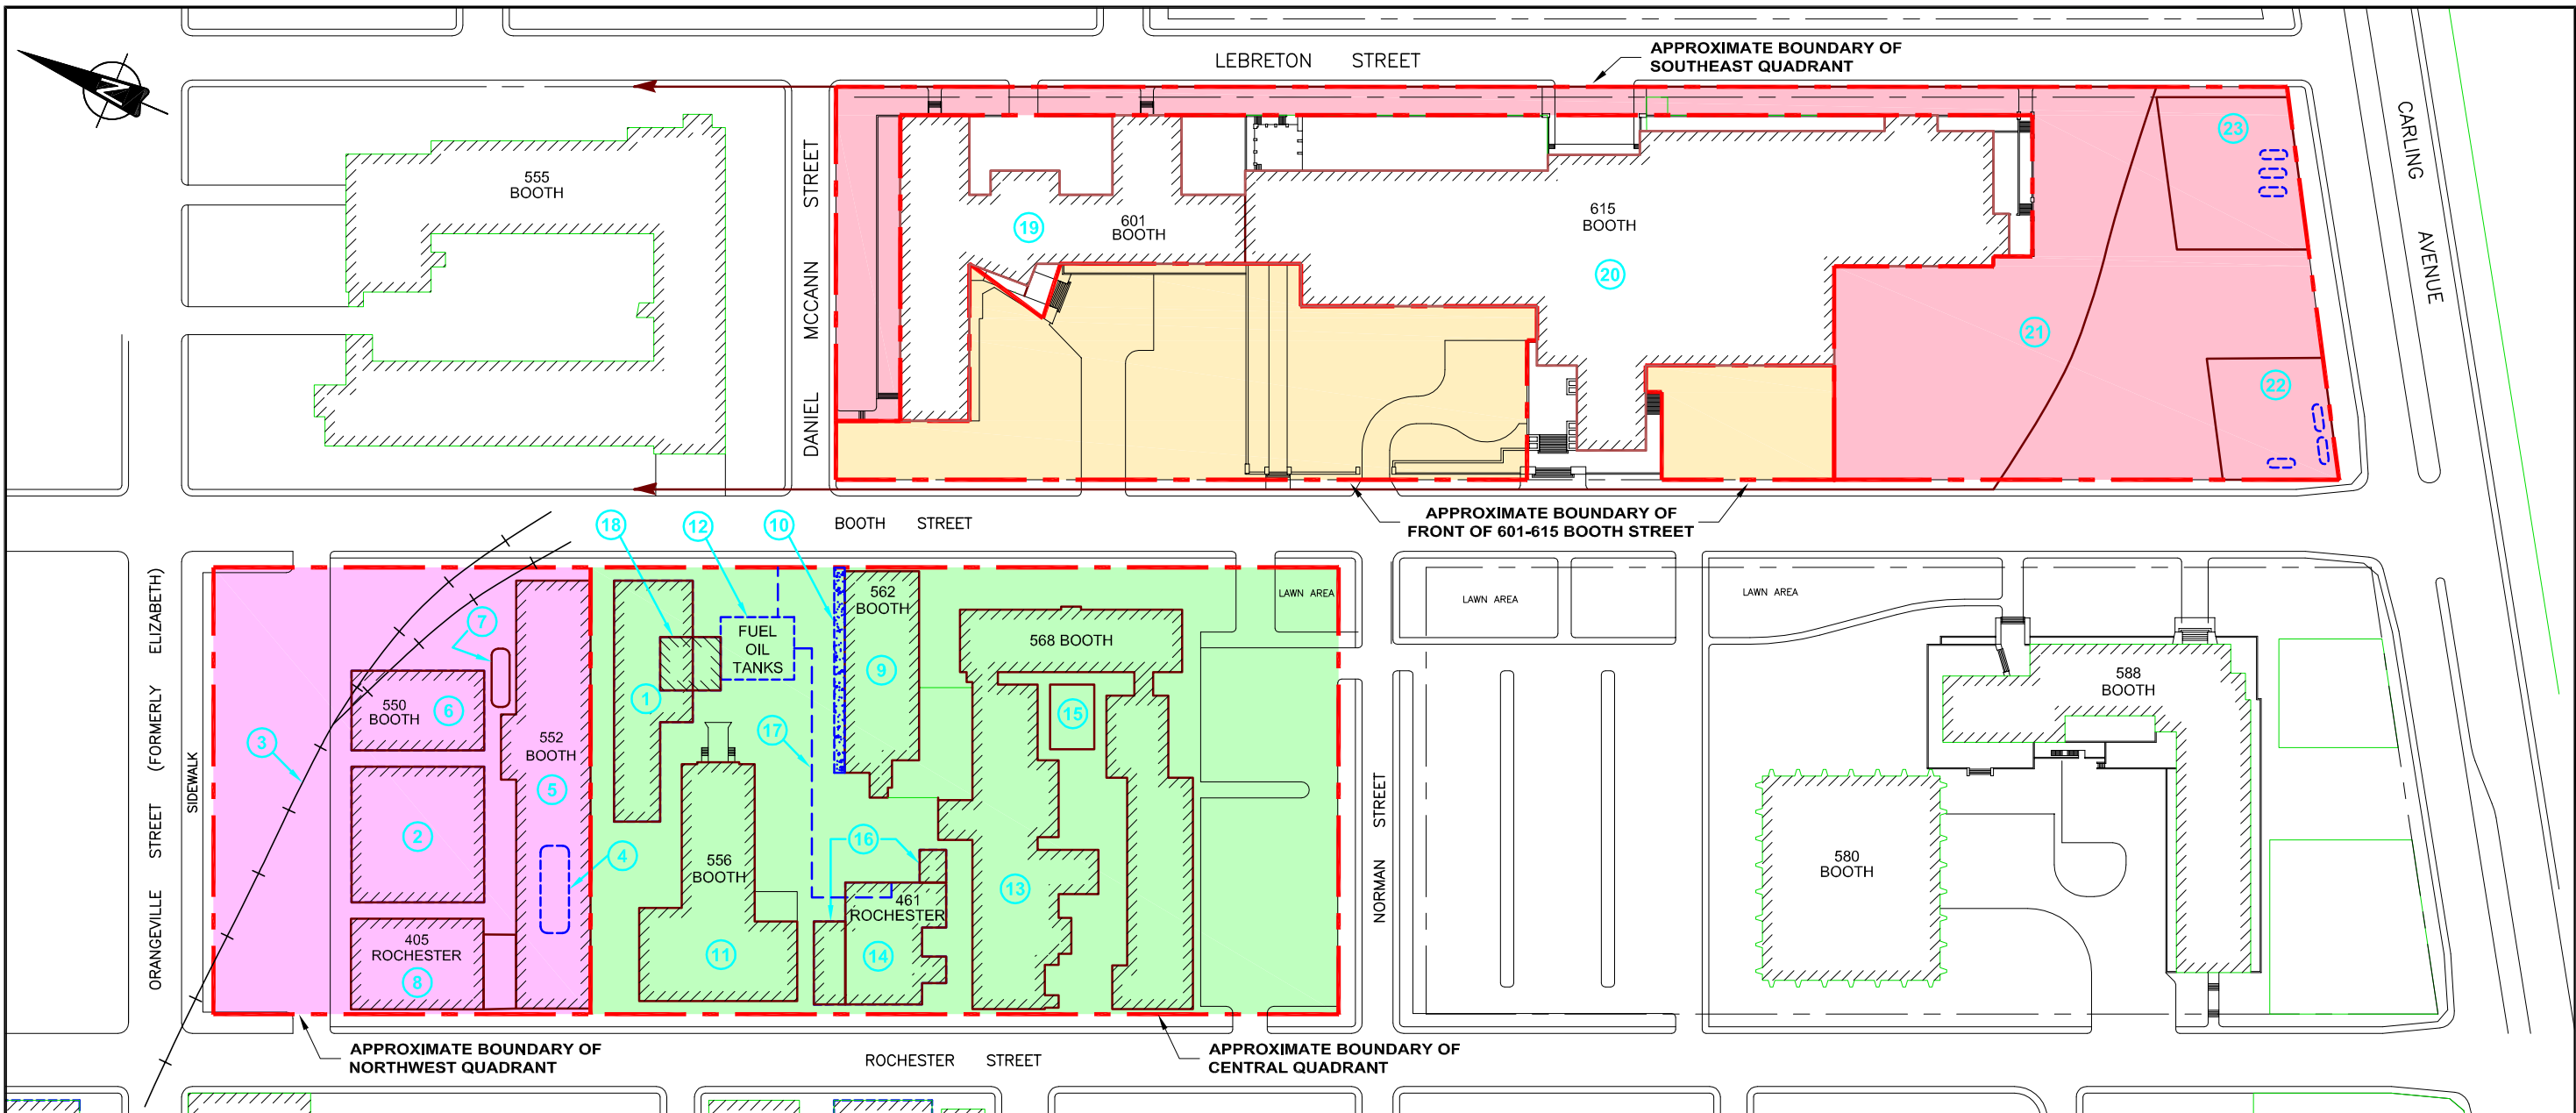 LEBRETON STREET
APPROXIMATE BOUNDARY OF
SOUTHEAST QUADRANT
N
CARLING AVENUE
23
555
BOOTH
DANIEL MCCANN STREET
601
BOOTH
19
615
BOOTH
20
21
22
APPROXIMATE BOUNDARY OF
FRONT OF 601-615 BOOTH STREET
BOOTH STREET
18
12
10
ORANGEVILLE STREET (FORMERLY ELIZABETH)
SIDEWALK
3
7
550
BOOTH
6
552
BOOTH
5
2
4
405
ROCHESTER
8
1
FUEL
OIL
TANKS
17
562
BOOTH
9
568 BOOTH
15
16
556
BOOTH
11
461
ROCHESTER
14
13
LAWN AREA
LAWN AREA
LAWN AREA
NORMAN STREET
588
BOOTH
580
BOOTH
APPROXIMATE BOUNDARY OF
NORTHWEST QUADRANT
ROCHESTER STREET
APPROXIMATE BOUNDARY OF
CENTRAL QUADRANT